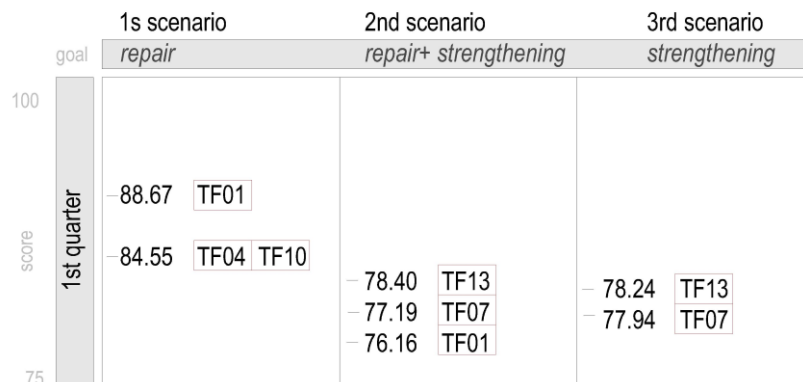 1s scenario 2nd scenario 3rd scenario
goal repair repair+ strengthening strengthening
100
88.67 TF01
84.55 TF04 TF10
score
1st quarter
78.40 TF13
77.19 TF07
76.16 TF01
78.24 TF13
77.94 TF07
75